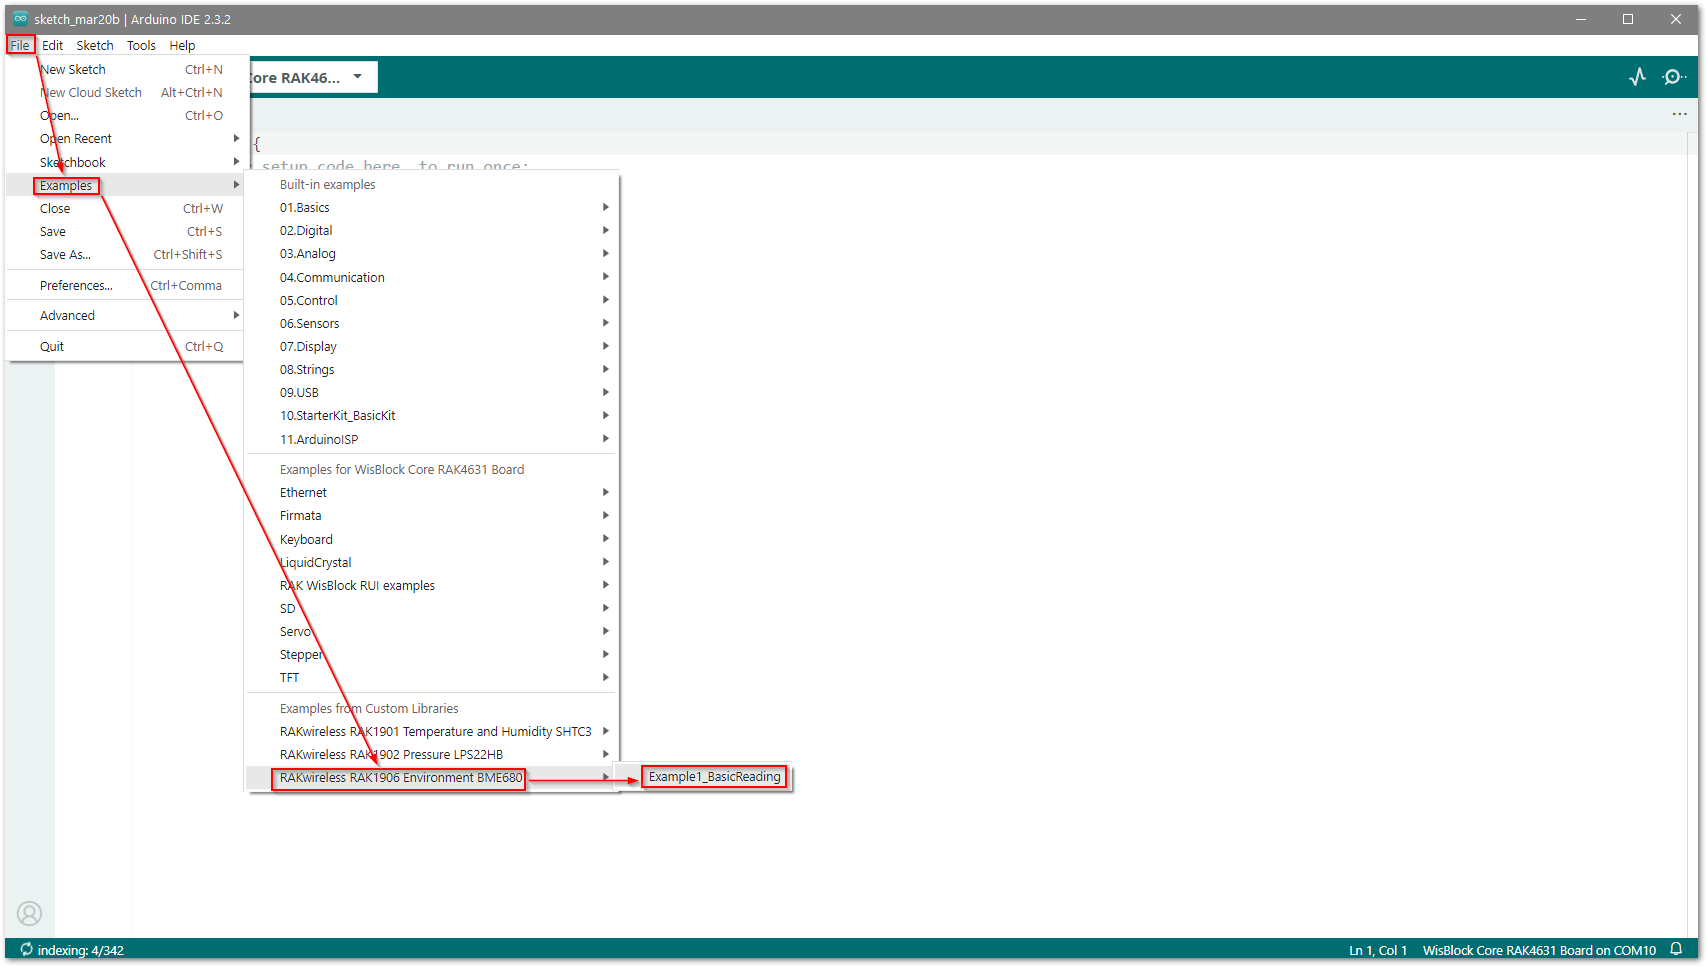 sketch_mar20b | Arduino IDE 2.3.2
File Edit Sketch Tools Help
New Sketch Ctrl+N
New Cloud Sketch Alt+Ctrl+N
Open... Ctrl+O
Open Recent
Sketchbook
Examples
Close Ctrl+W
Save Ctrl+S
Save As... Ctrl+Shift+S
Preferences... Ctrl+Comma
Advanced
Quit Ctrl+Q
Core RAK46...
{
setup code here, to run once:
Built-in examples
01.Basics
02.Digital
03.Analog
04.Communication
05.Control
06.Sensors
07.Display
08.Strings
09.USB
10.StarterKit_BasicKit
11.ArduinoISP
Examples for WisBlock Core RAK4631 Board
Ethernet
Firmata
Keyboard
LiquidCrystal
RAK WisBlock RUI examples
SD
Servo
Stepper
TFT
Examples from Custom Libraries
RAKwireless RAK1901 Temperature and Humidity SHTC3
RAKwireless RAK1902 Pressure LPS22HB
RAKwireless RAK1906 Environment BME680
Example1_BasicReading
indexing: 4/342
Ln 1, Col 1 WisBlock Core RAK4631 Board on COM10